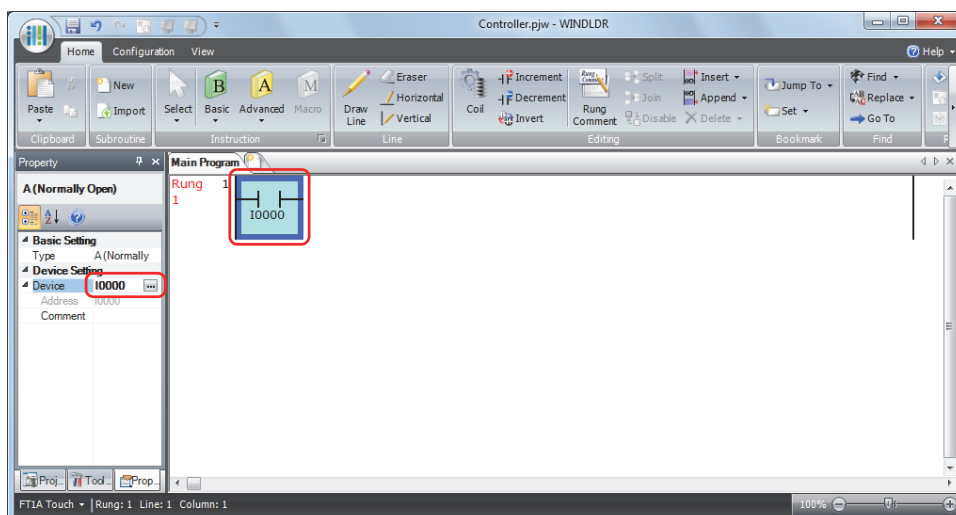 Controller.pjw - WINDLDR
Home Configuration View Help
New Eraser Increment Split Insert Jump To Find
Horizontal Decrement Join Append Replace
Paste Import Select Basic Advanced Macro Draw Line Vertical Coil Invert Rung Comment Disable Delete Set Go To
Clipboard Subroutine Instruction Line Editing Bookmark Find
Property Main Program
A (Normally Open) Rung 1
1
I0000
Basic Setting
Type A (Normally
Device Setting
Device I0000 ...
Address I0000
Comment
Proj... Tool... Prop...
FT1A Touch Rung: 1 Line: 1 Column: 1 100%